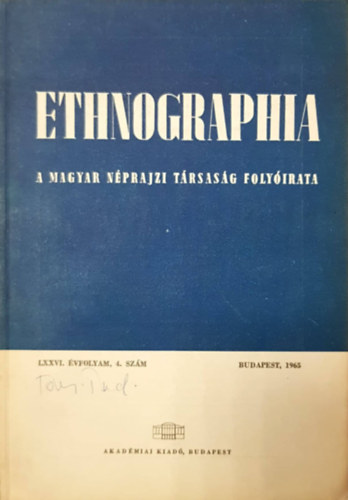 ETHNOGRAPHIA
A MAGYAR NÉPRAJZI TÁRSASÁG FOLYÓIRATA
LXXVI. ÉVFOLYAM, 4. SZÁM BUDAPEST, 1965
AKADÉMIAI KIADÓ, BUDAPEST